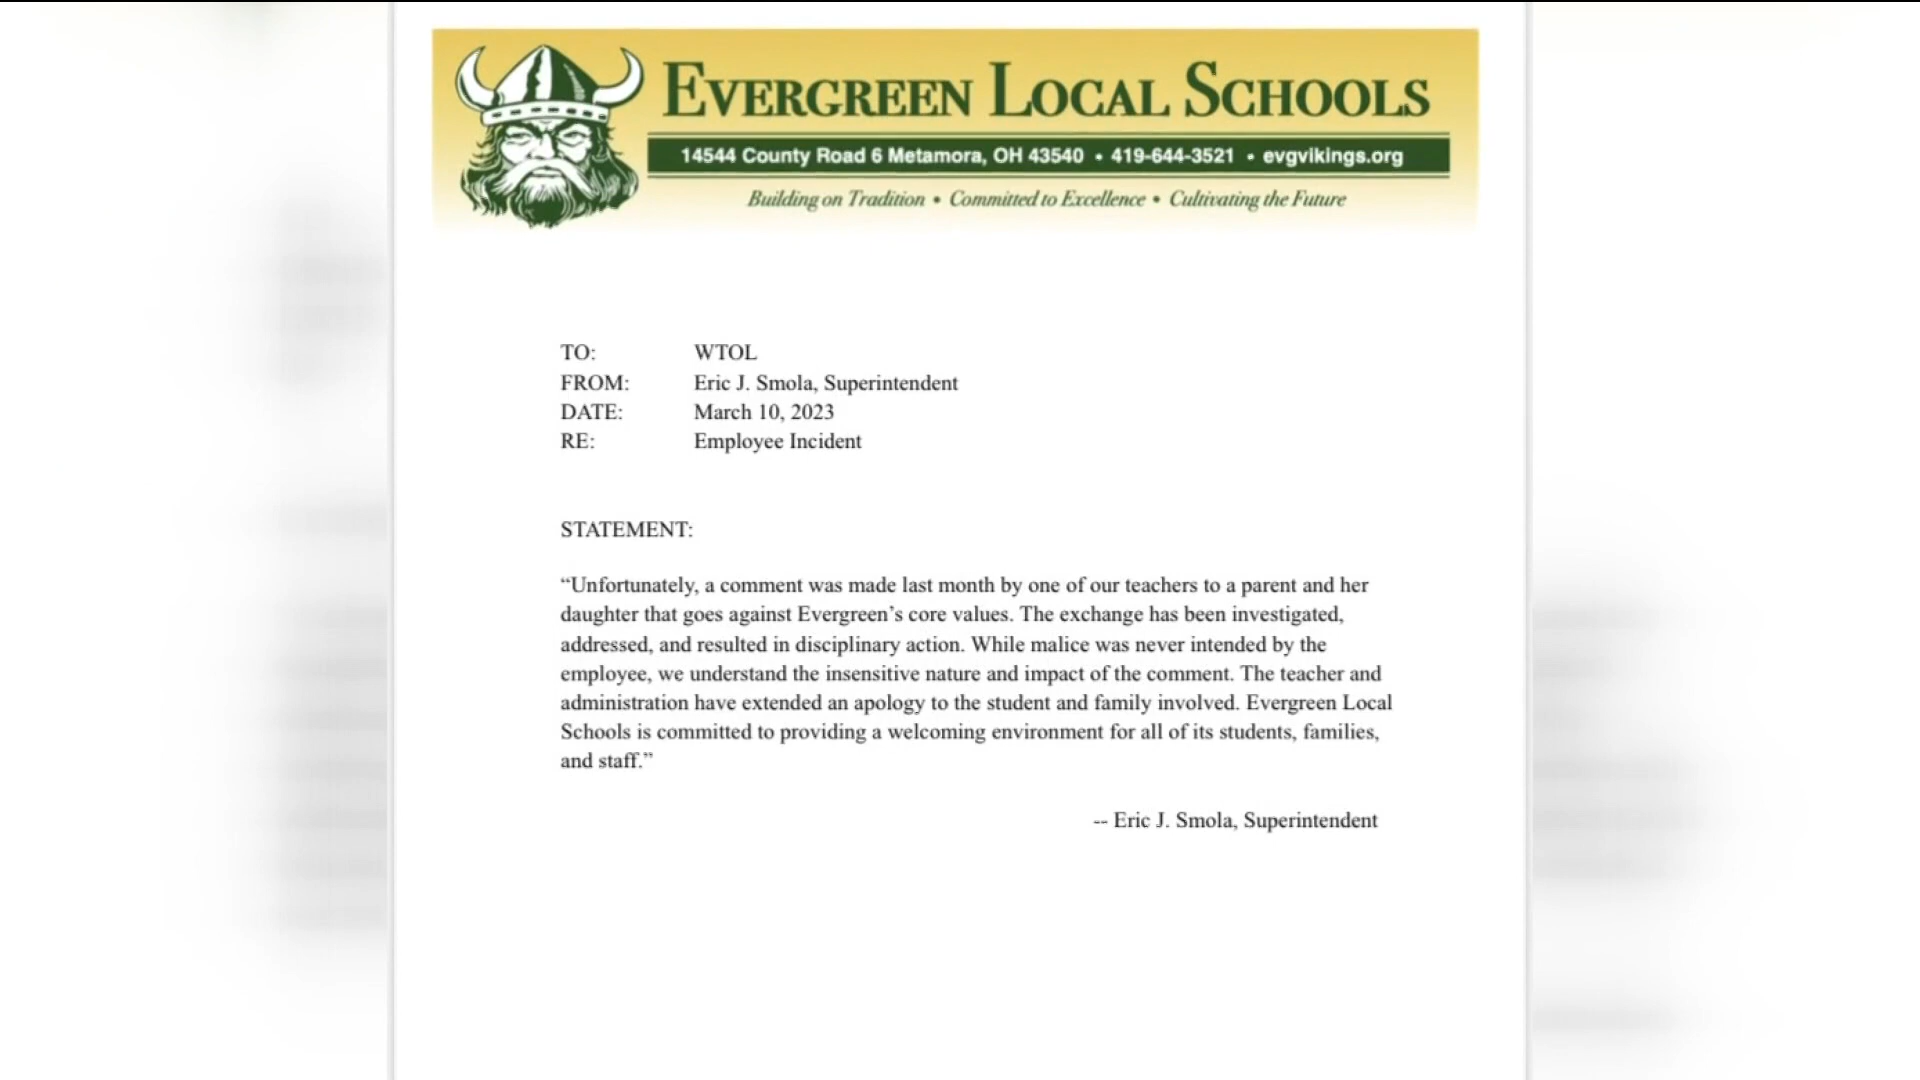 EVERGREEN LOCAL SCHOOLS
14544 County Road 6 Metamora, OH 43540 • 419-644-3521 • evgvikings.org
Building on Tradition • Committed to Excellence • Cultivating the Future
TO: WTOL
FROM: Eric J. Smola, Superintendent
DATE: March 10, 2023
RE: Employee Incident
STATEMENT:
“Unfortunately, a comment was made last month by one of our teachers to a parent and her
daughter that goes against Evergreen’s core values. The exchange has been investigated,
addressed, and resulted in disciplinary action. While malice was never intended by the
employee, we understand the insensitive nature and impact of the comment. The teacher and
administration have extended an apology to the student and family involved. Evergreen Local
Schools is committed to providing a welcoming environment for all of its students, families,
and staff.”
-- Eric J. Smola, Superintendent